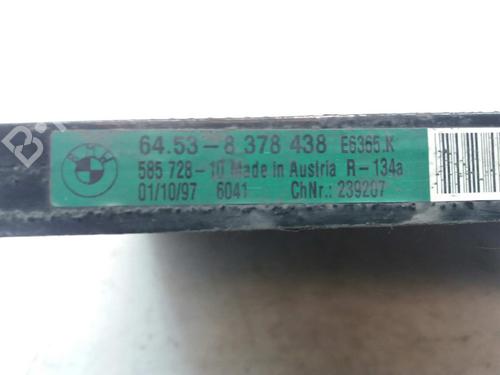 64.53-8 378 438 E6365.K
585 728-10 Made in Austria R-134a
01/10/97 6041 ChNr.: 239207